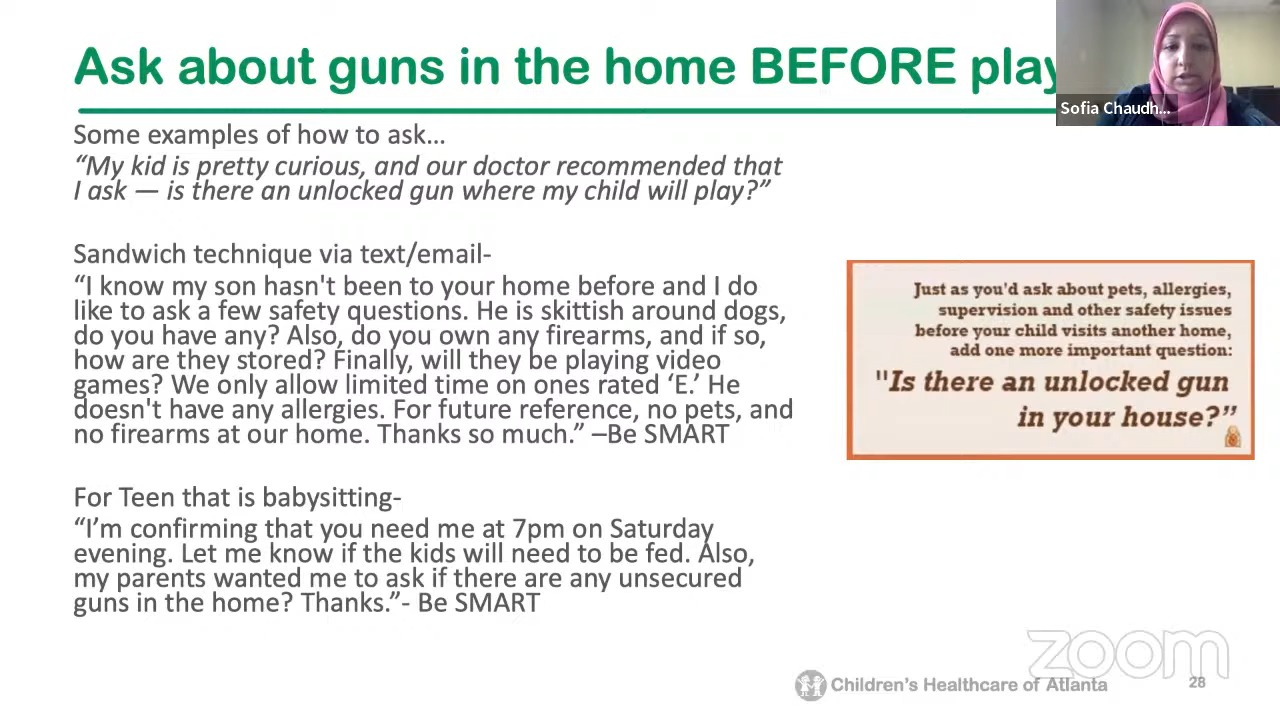 Ask about guns in the home BEFORE play
Sofia Chaudh...
Some examples of how to ask…
“My kid is pretty curious, and our doctor recommended that
I ask — is there an unlocked gun where my child will play?”
Sandwich technique via text/email-
“I know my son hasn't been to your home before and I do
like to ask a few safety questions. He is skittish around dogs,
do you have any? Also, do you own any firearms, and if so,
how are they stored? Finally, will they be playing video
games? We only allow limited time on ones rated ‘E.’ He
doesn't have any allergies. For future reference, no pets, and
no firearms at our home. Thanks so much.” –Be SMART
For Teen that is babysitting-
“I’m confirming that you need me at 7pm on Saturday
evening. Let me know if the kids will need to be fed. Also,
my parents wanted me to ask if there are any unsecured
guns in the home? Thanks.”- Be SMART
Just as you'd ask about pets, allergies,
supervision and other safety issues
before your child visits another home,
add one more important question:
"Is there an unlocked gun
in your house?”
zoom
Children’s Healthcare of Atlanta
28